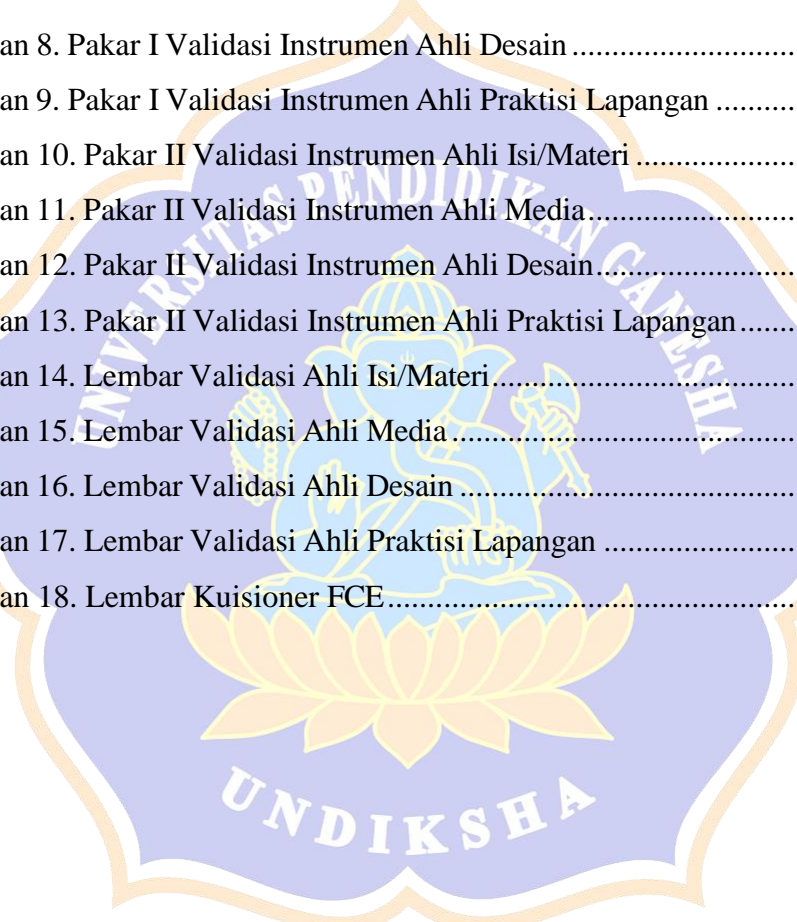 an 8. Pakar I Validasi Instrumen Ahli Desain ............................
an 9. Pakar I Validasi Instrumen Ahli Praktisi Lapangan ..........
an 10. Pakar II Validasi Instrumen Ahli Isi/Materi ....................
an 11. Pakar II Validasi Instrumen Ahli Media..........................
an 12. Pakar II Validasi Instrumen Ahli Desain.........................
an 13. Pakar II Validasi Instrumen Ahli Praktisi Lapangan.......
an 14. Lembar Validasi Ahli Isi/Materi.......................................
an 15. Lembar Validasi Ahli Media ............................................
an 16. Lembar Validasi Ahli Desain ...........................................
an 17. Lembar Validasi Ahli Praktisi Lapangan .........................
an 18. Lembar Kuisioner FCE.....................................................
UNIVERSITAS PENDIDIKAN GANESHA
UNDIKSHA